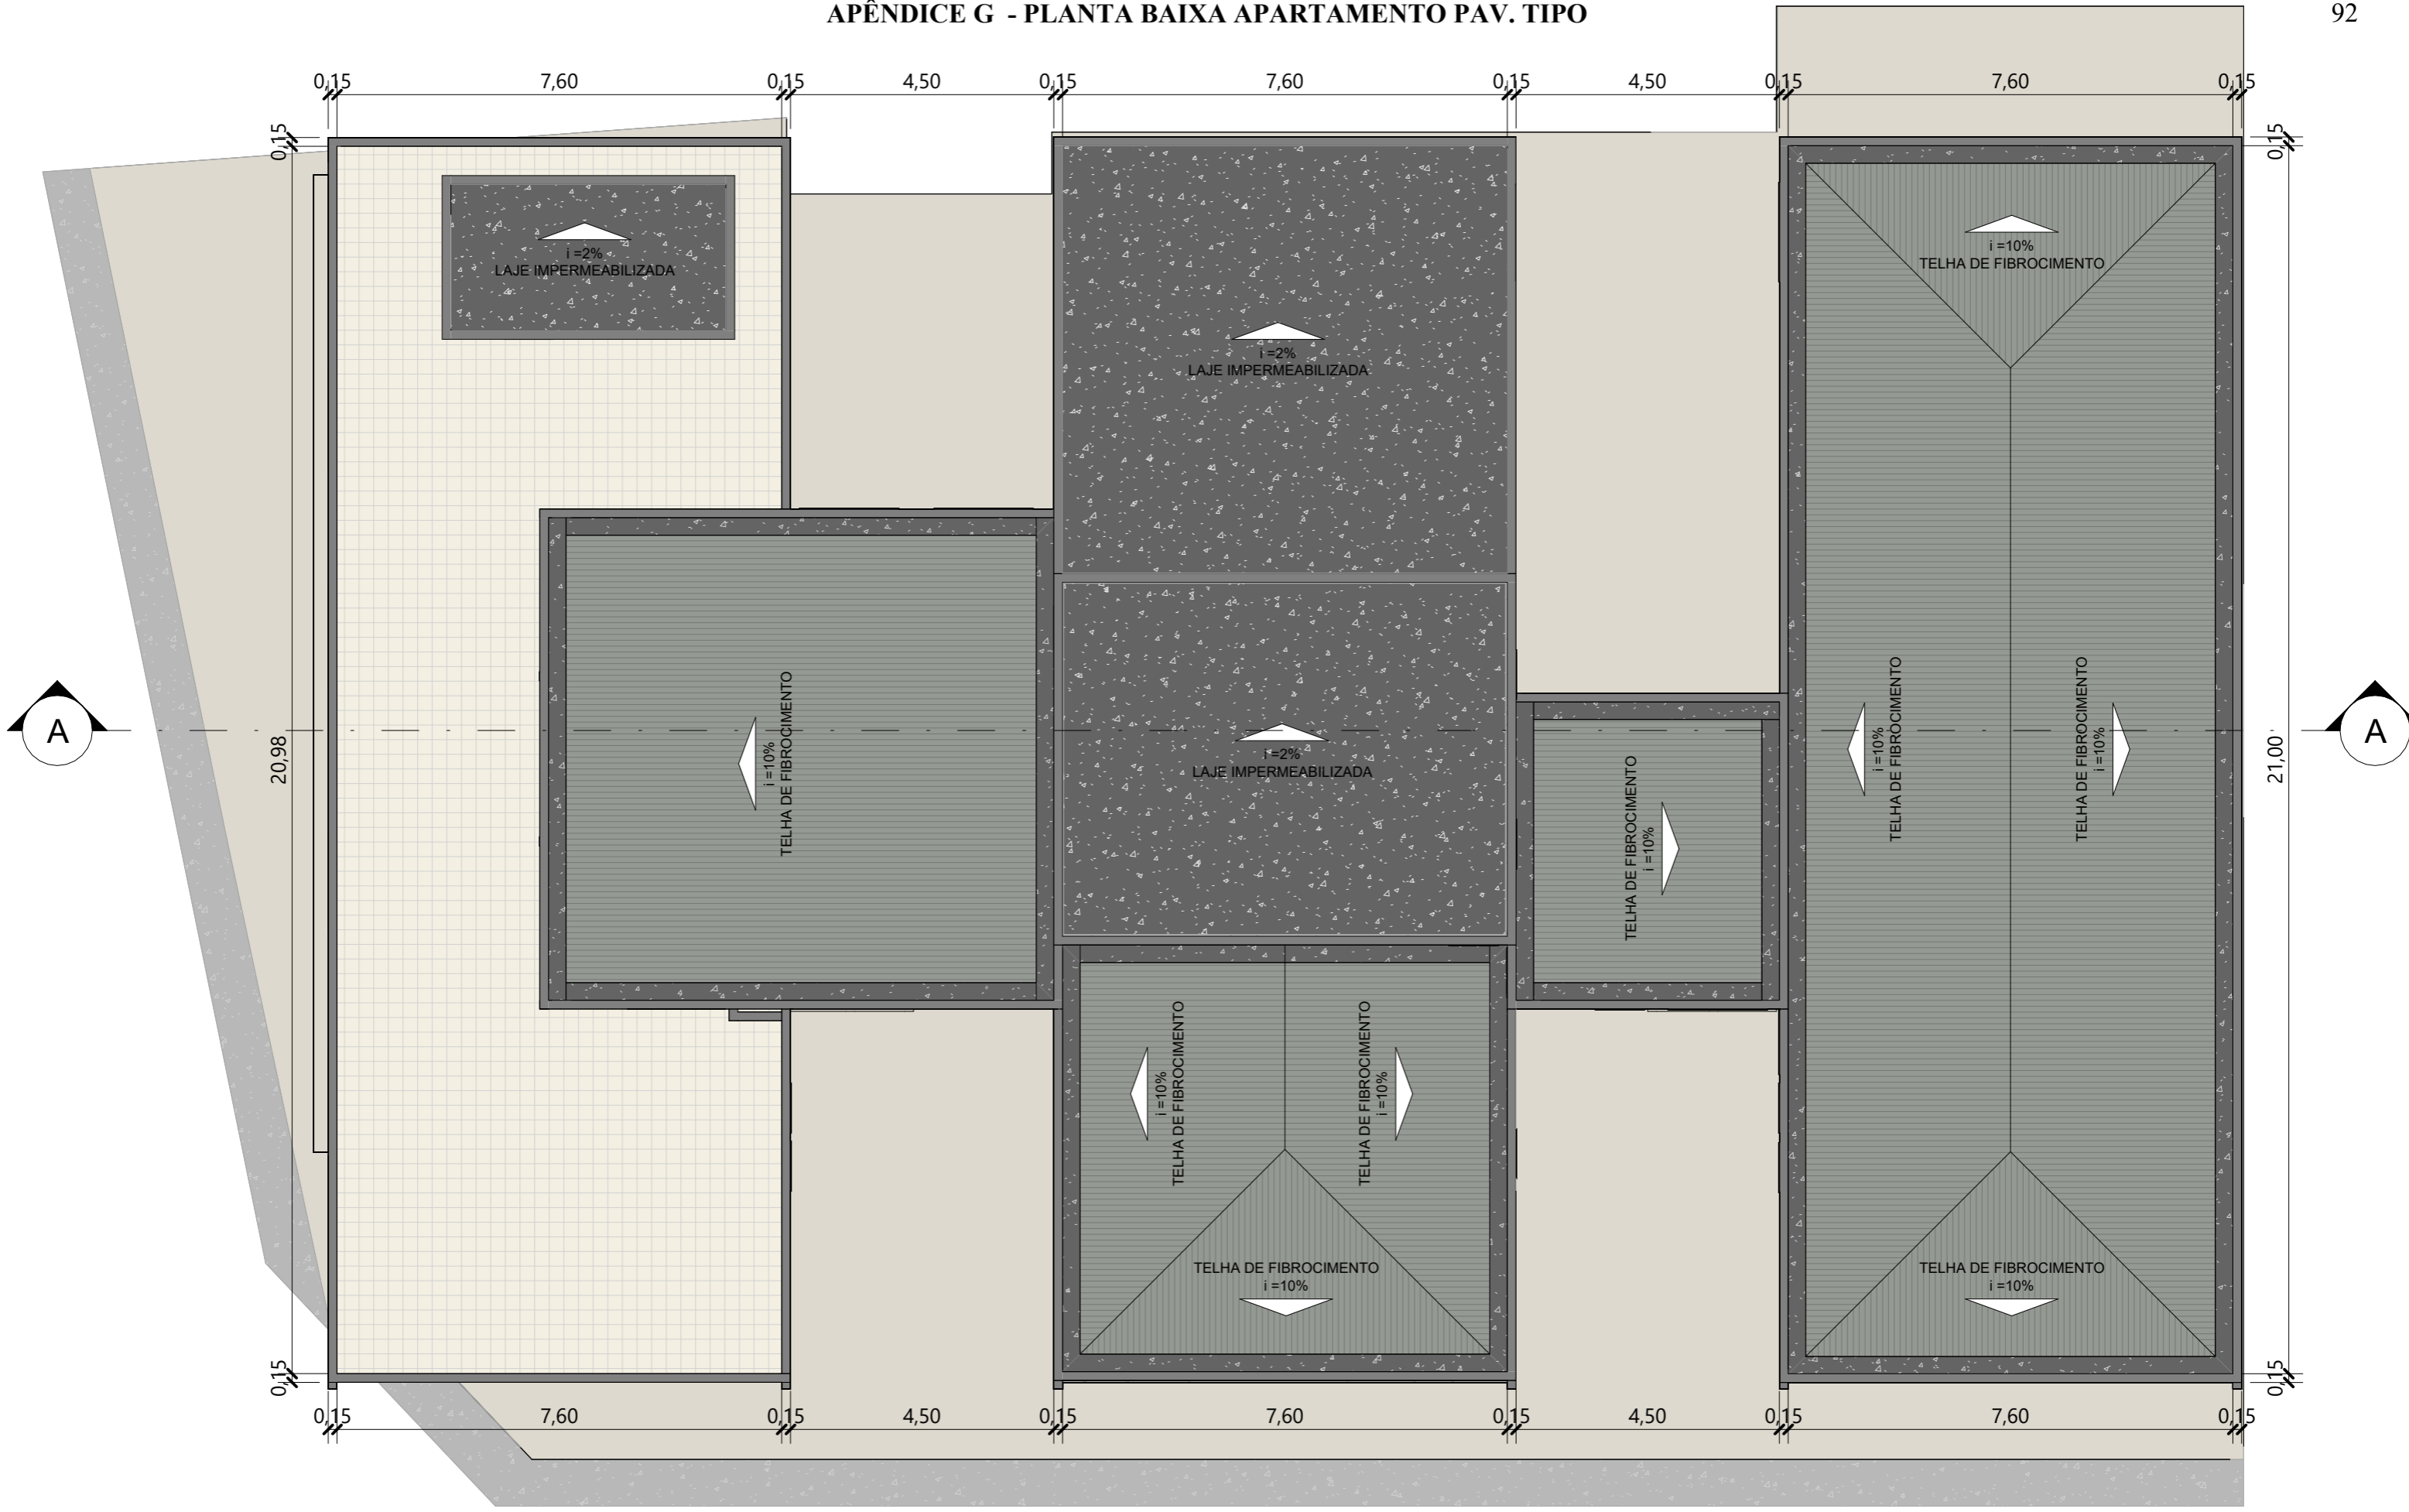 APÊNDICE G - PLANTA BAIXA APARTAMENTO PAV. TIPO
92
0,15 7,60 0,15 4,50 0,15 7,60 0,15 4,50 0,15 7,60 0,15
0,15
0,15
i =2%
LAJE IMPERMEABILIZADA
i =10%
TELHA DE FIBROCIMENTO
i =2%
LAJE IMPERMEABILIZADA
A
20,98
i =10%
TELHA DE FIBROCIMENTO
i =2%
LAJE IMPERMEABILIZADA
TELHA DE FIBROCIMENTO
i =10%
i =10%
TELHA DE FIBROCIMENTO
TELHA DE FIBROCIMENTO
i =10%
21,00
A
i =10%
TELHA DE FIBROCIMENTO
TELHA DE FIBROCIMENTO
i =10%
TELHA DE FIBROCIMENTO
i =10%
TELHA DE FIBROCIMENTO
i =10%
0,15
0,15
0,15 7,60 0,15 4,50 0,15 7,60 0,15 4,50 0,15 7,60 0,15